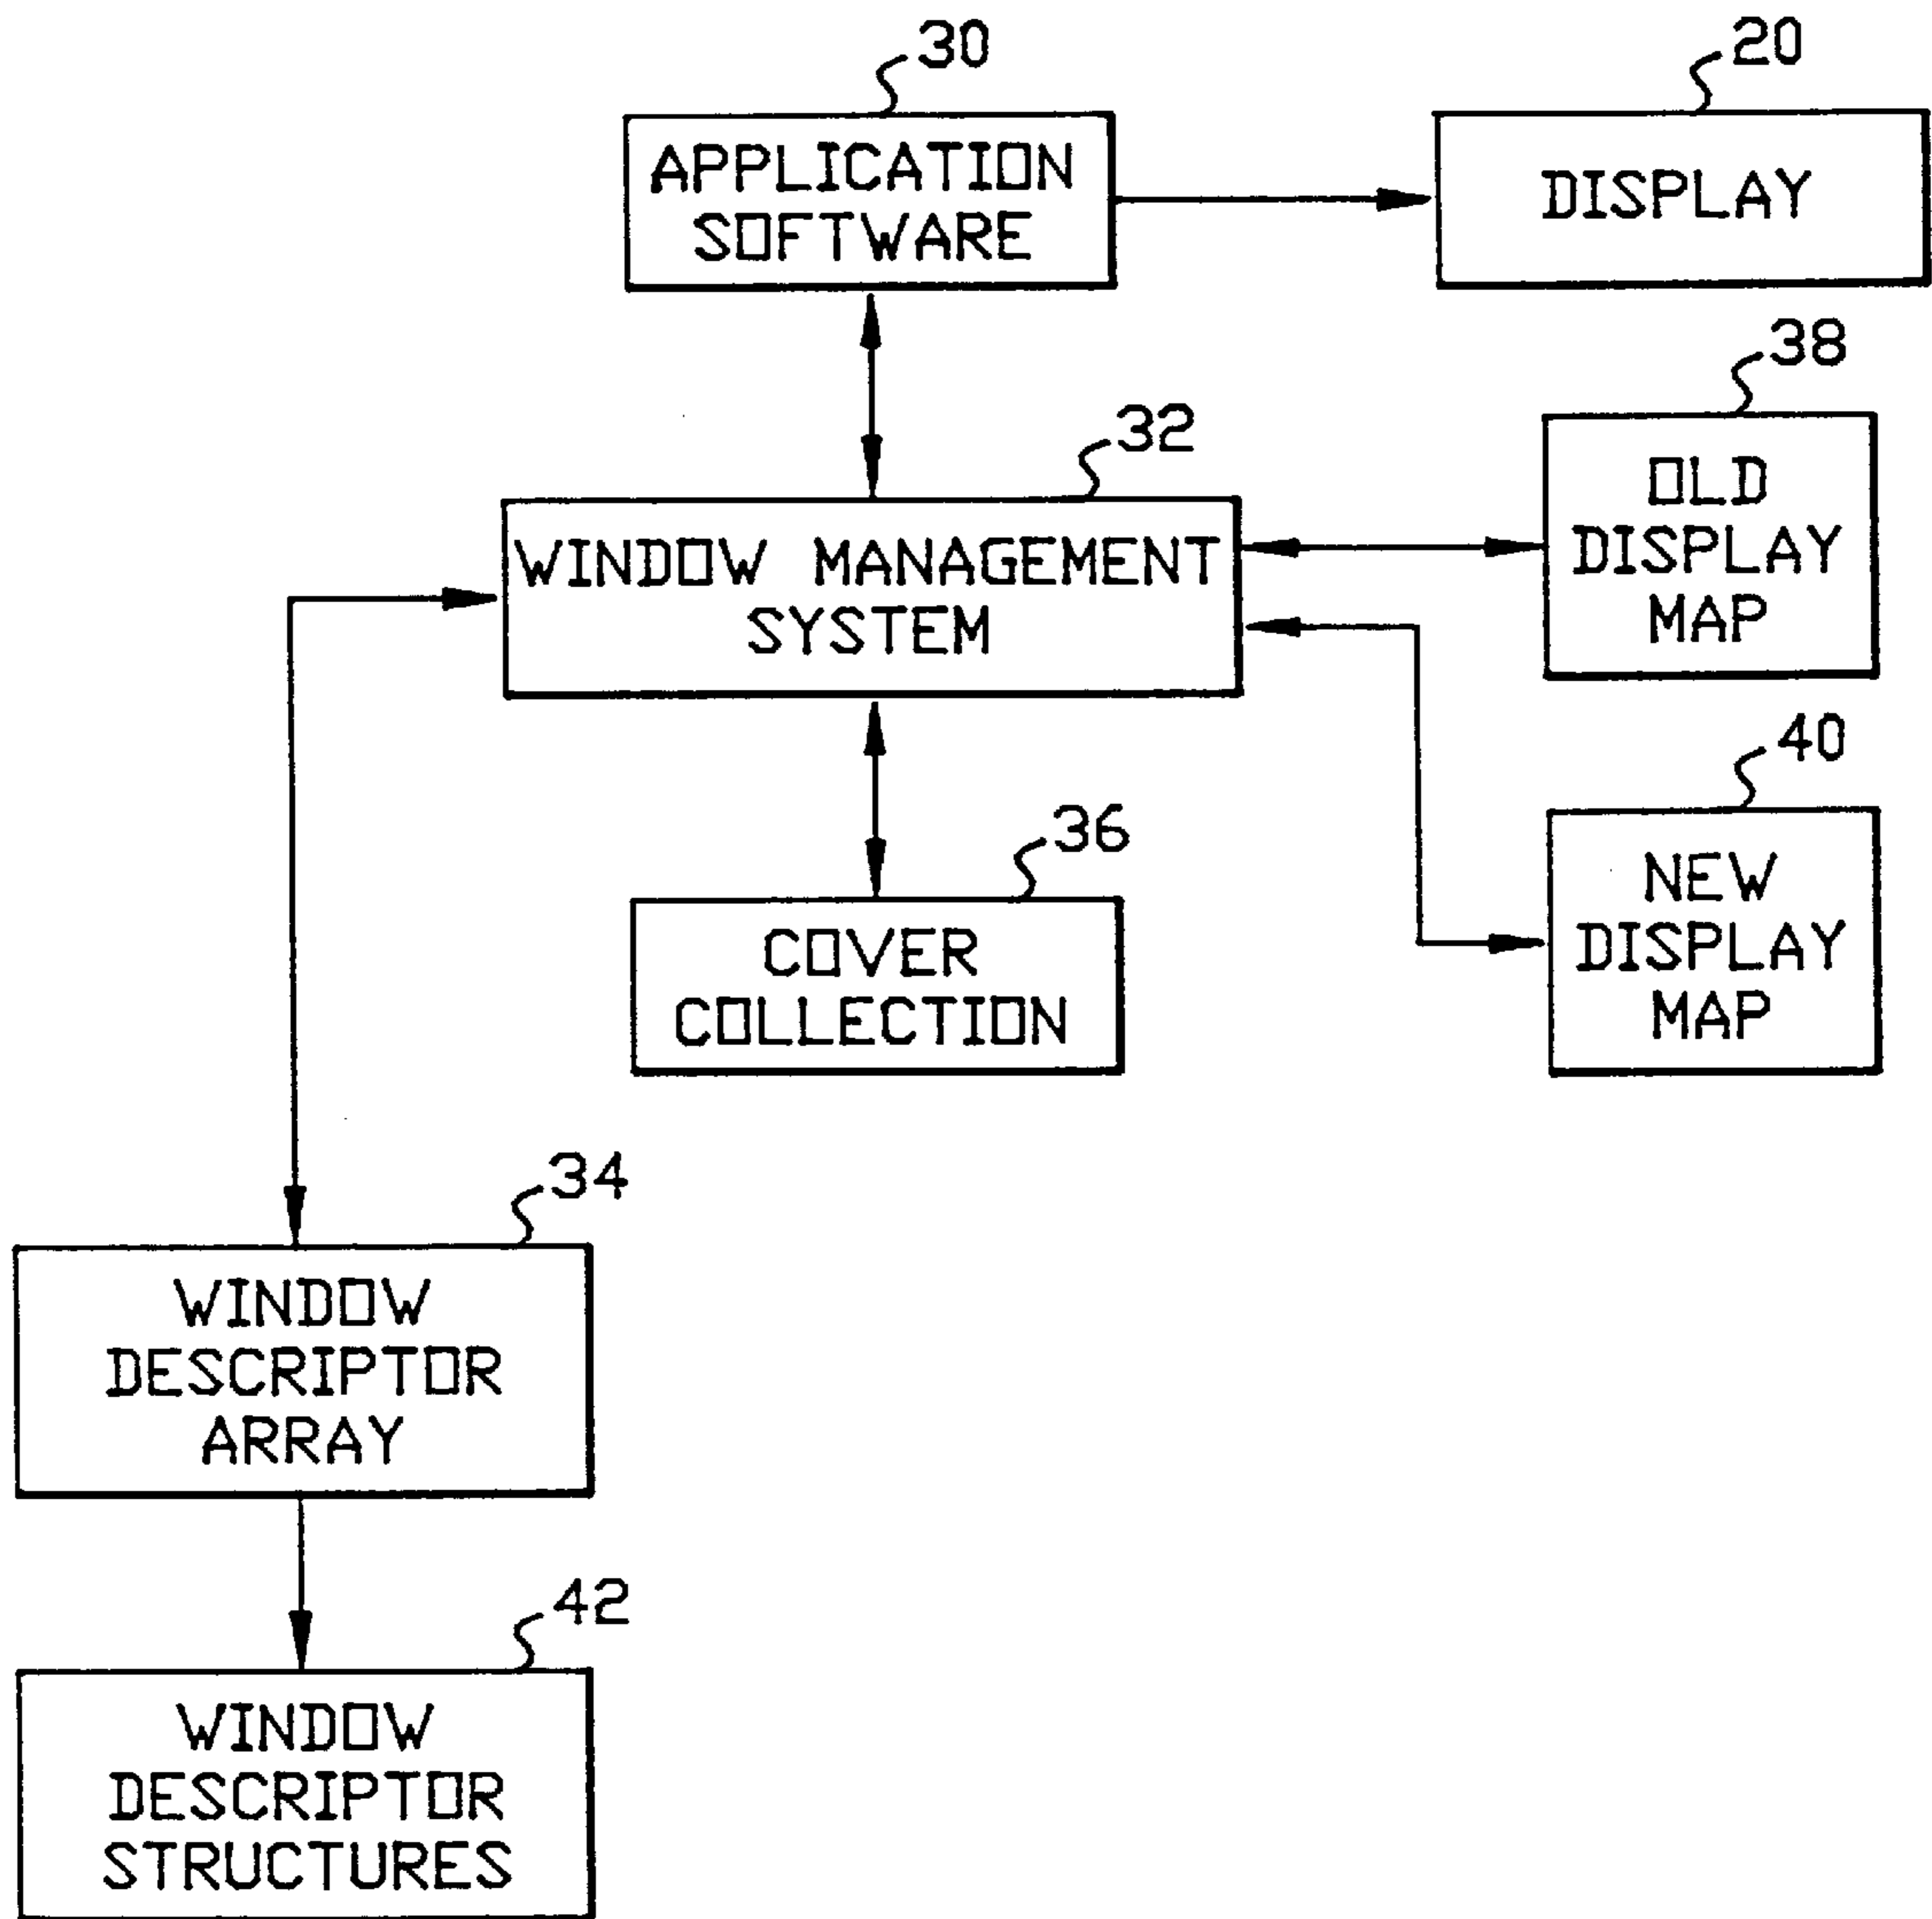 30
20
APPLICATION
SOFTWARE
DISPLAY
38
32
OLD
DISPLAY
MAP
WINDOW MANAGEMENT
SYSTEM
40
36
NEW
DISPLAY
MAP
COVER
COLLECTION
34
WINDOW
DESCRIPTOR
ARRAY
42
WINDOW
DESCRIPTOR
STRUCTURES